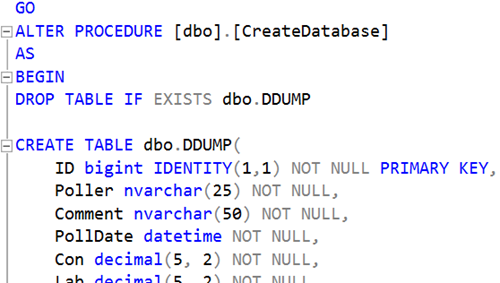 GO
ALTER PROCEDURE [dbo].[CreateDatabase]
AS
BEGIN
DROP TABLE IF EXISTS dbo.DDUMP
CREATE TABLE dbo.DDUMP(
ID bigint IDENTITY(1,1) NOT NULL PRIMARY KEY,
Poller nvarchar(25) NOT NULL,
Comment nvarchar(50) NOT NULL,
PollDate datetime NOT NULL,
Con decimal(5, 2) NOT NULL,
Lab decimal(5, 2) NOT NULL